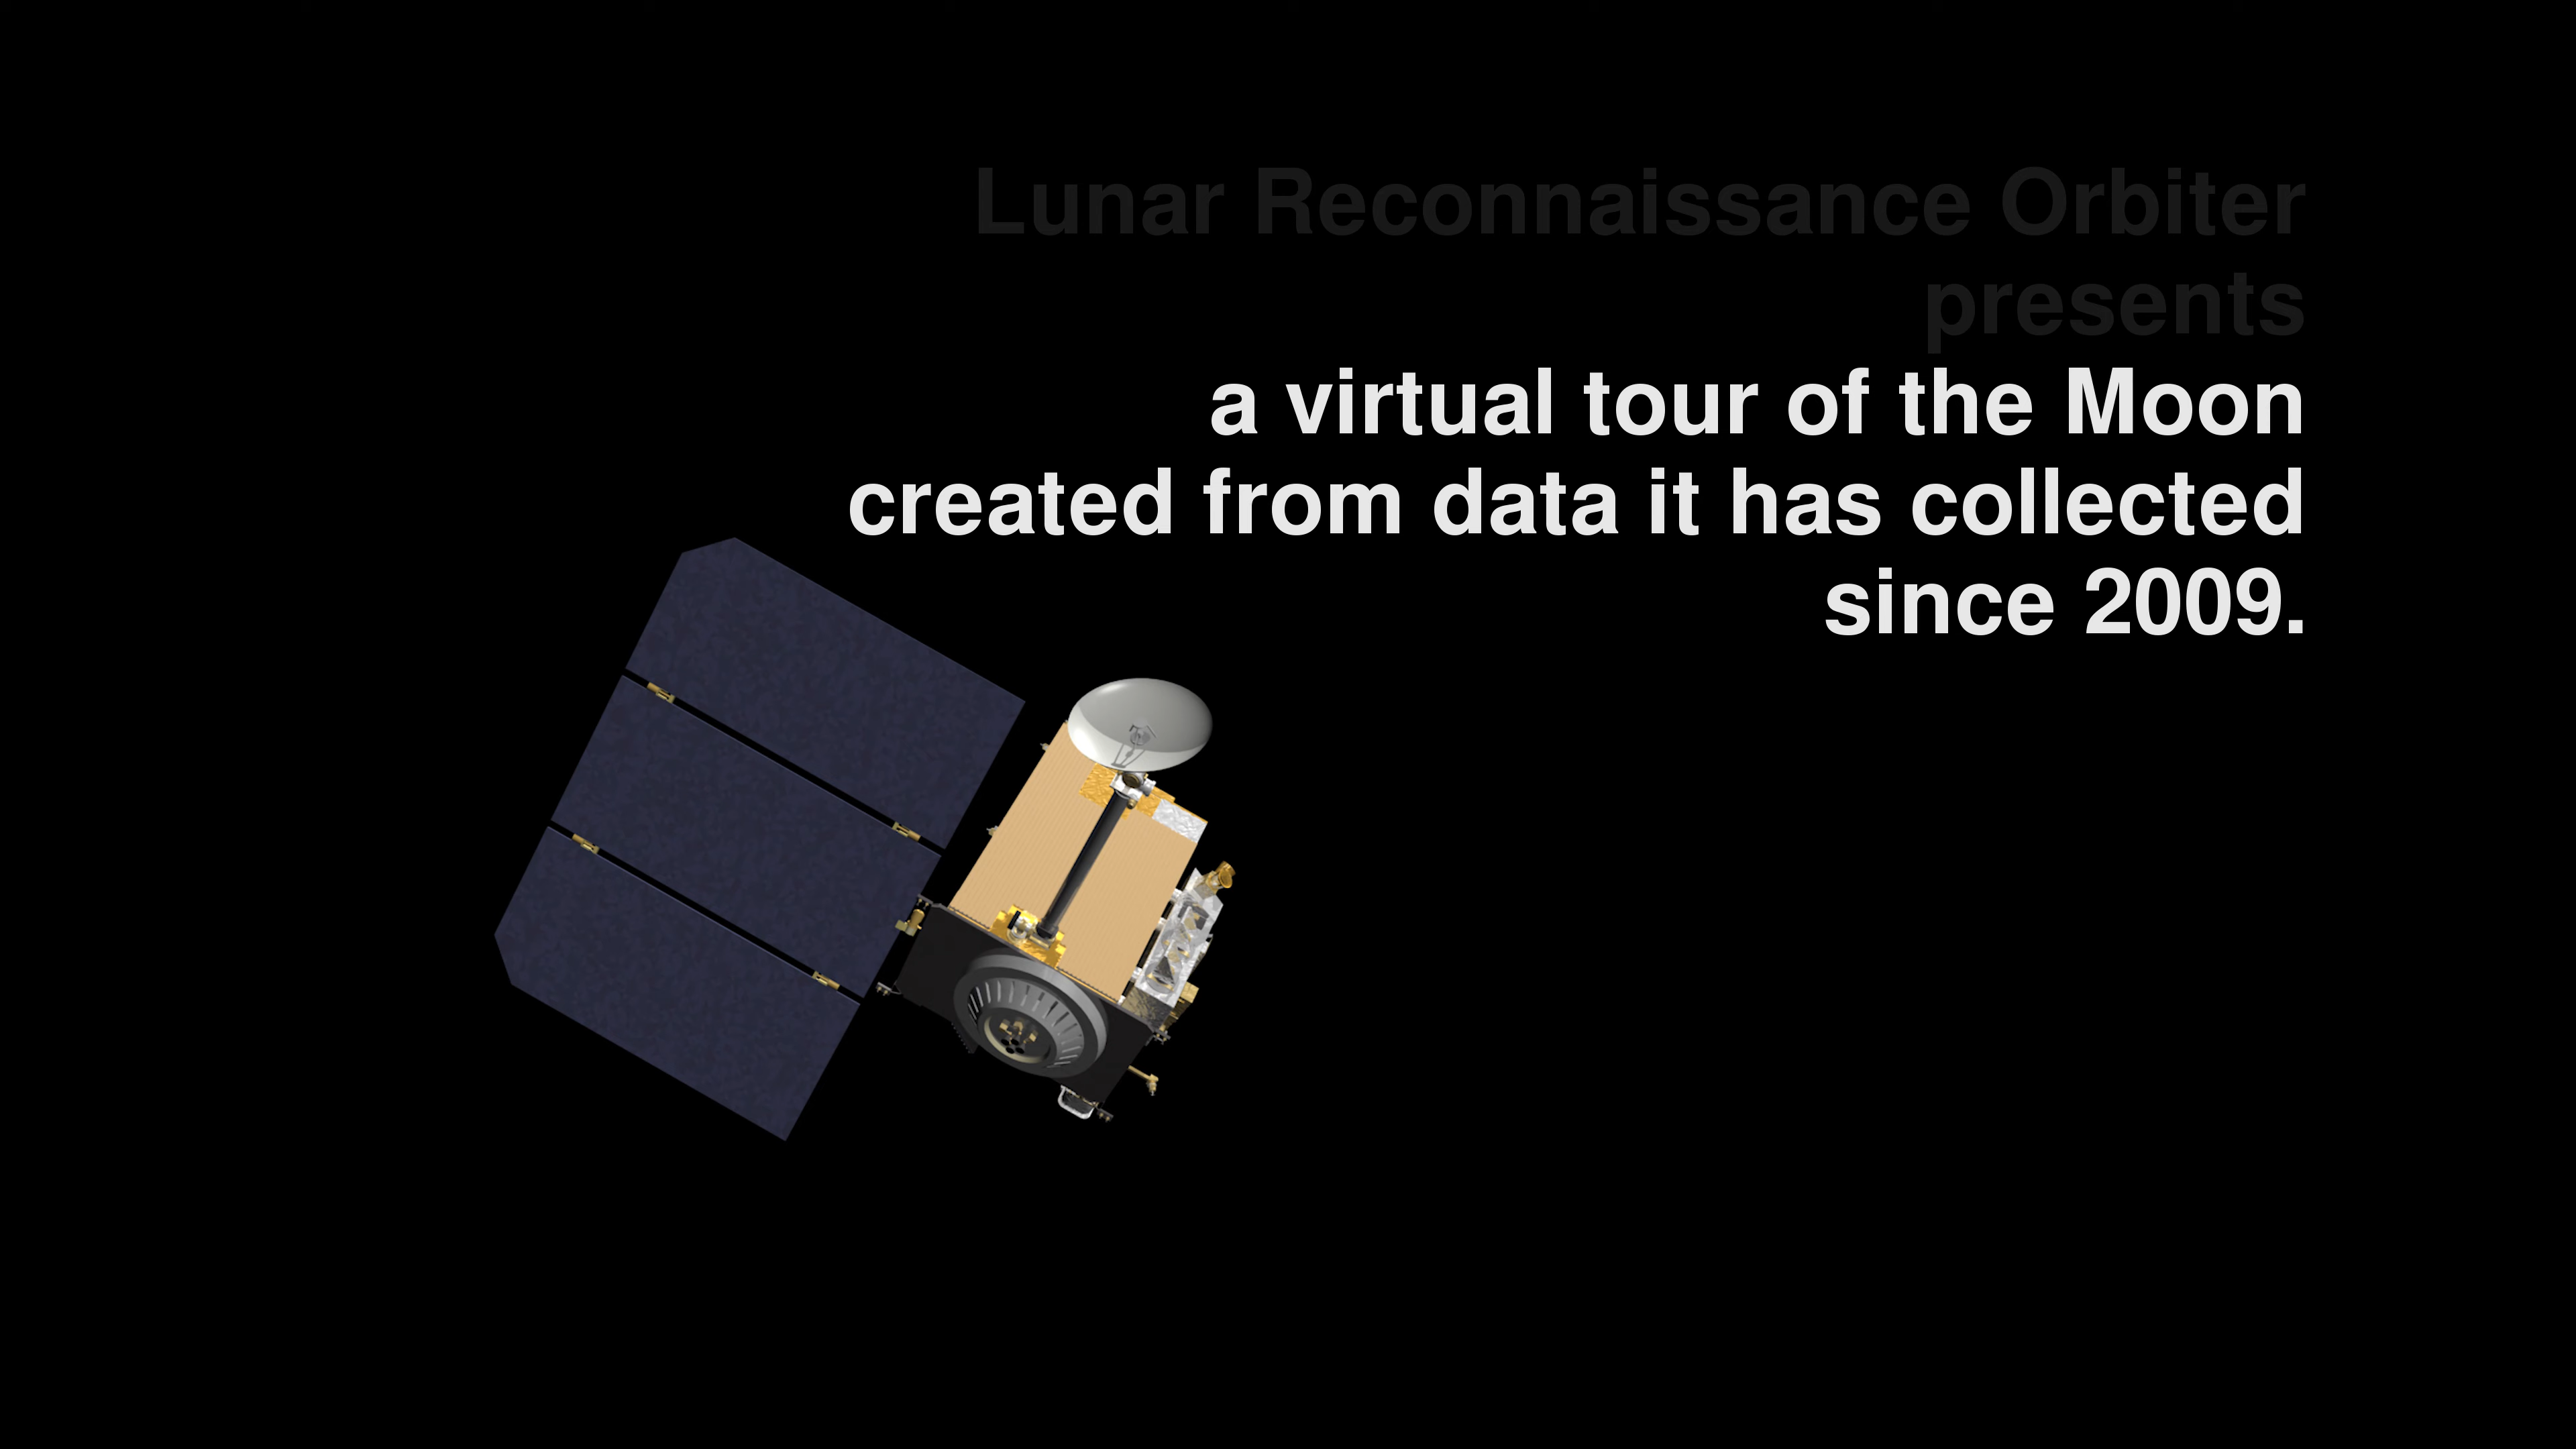 Lunar Reconnaissance Orbiter
presents
a virtual tour of the Moon
created from data it has collected
since 2009.